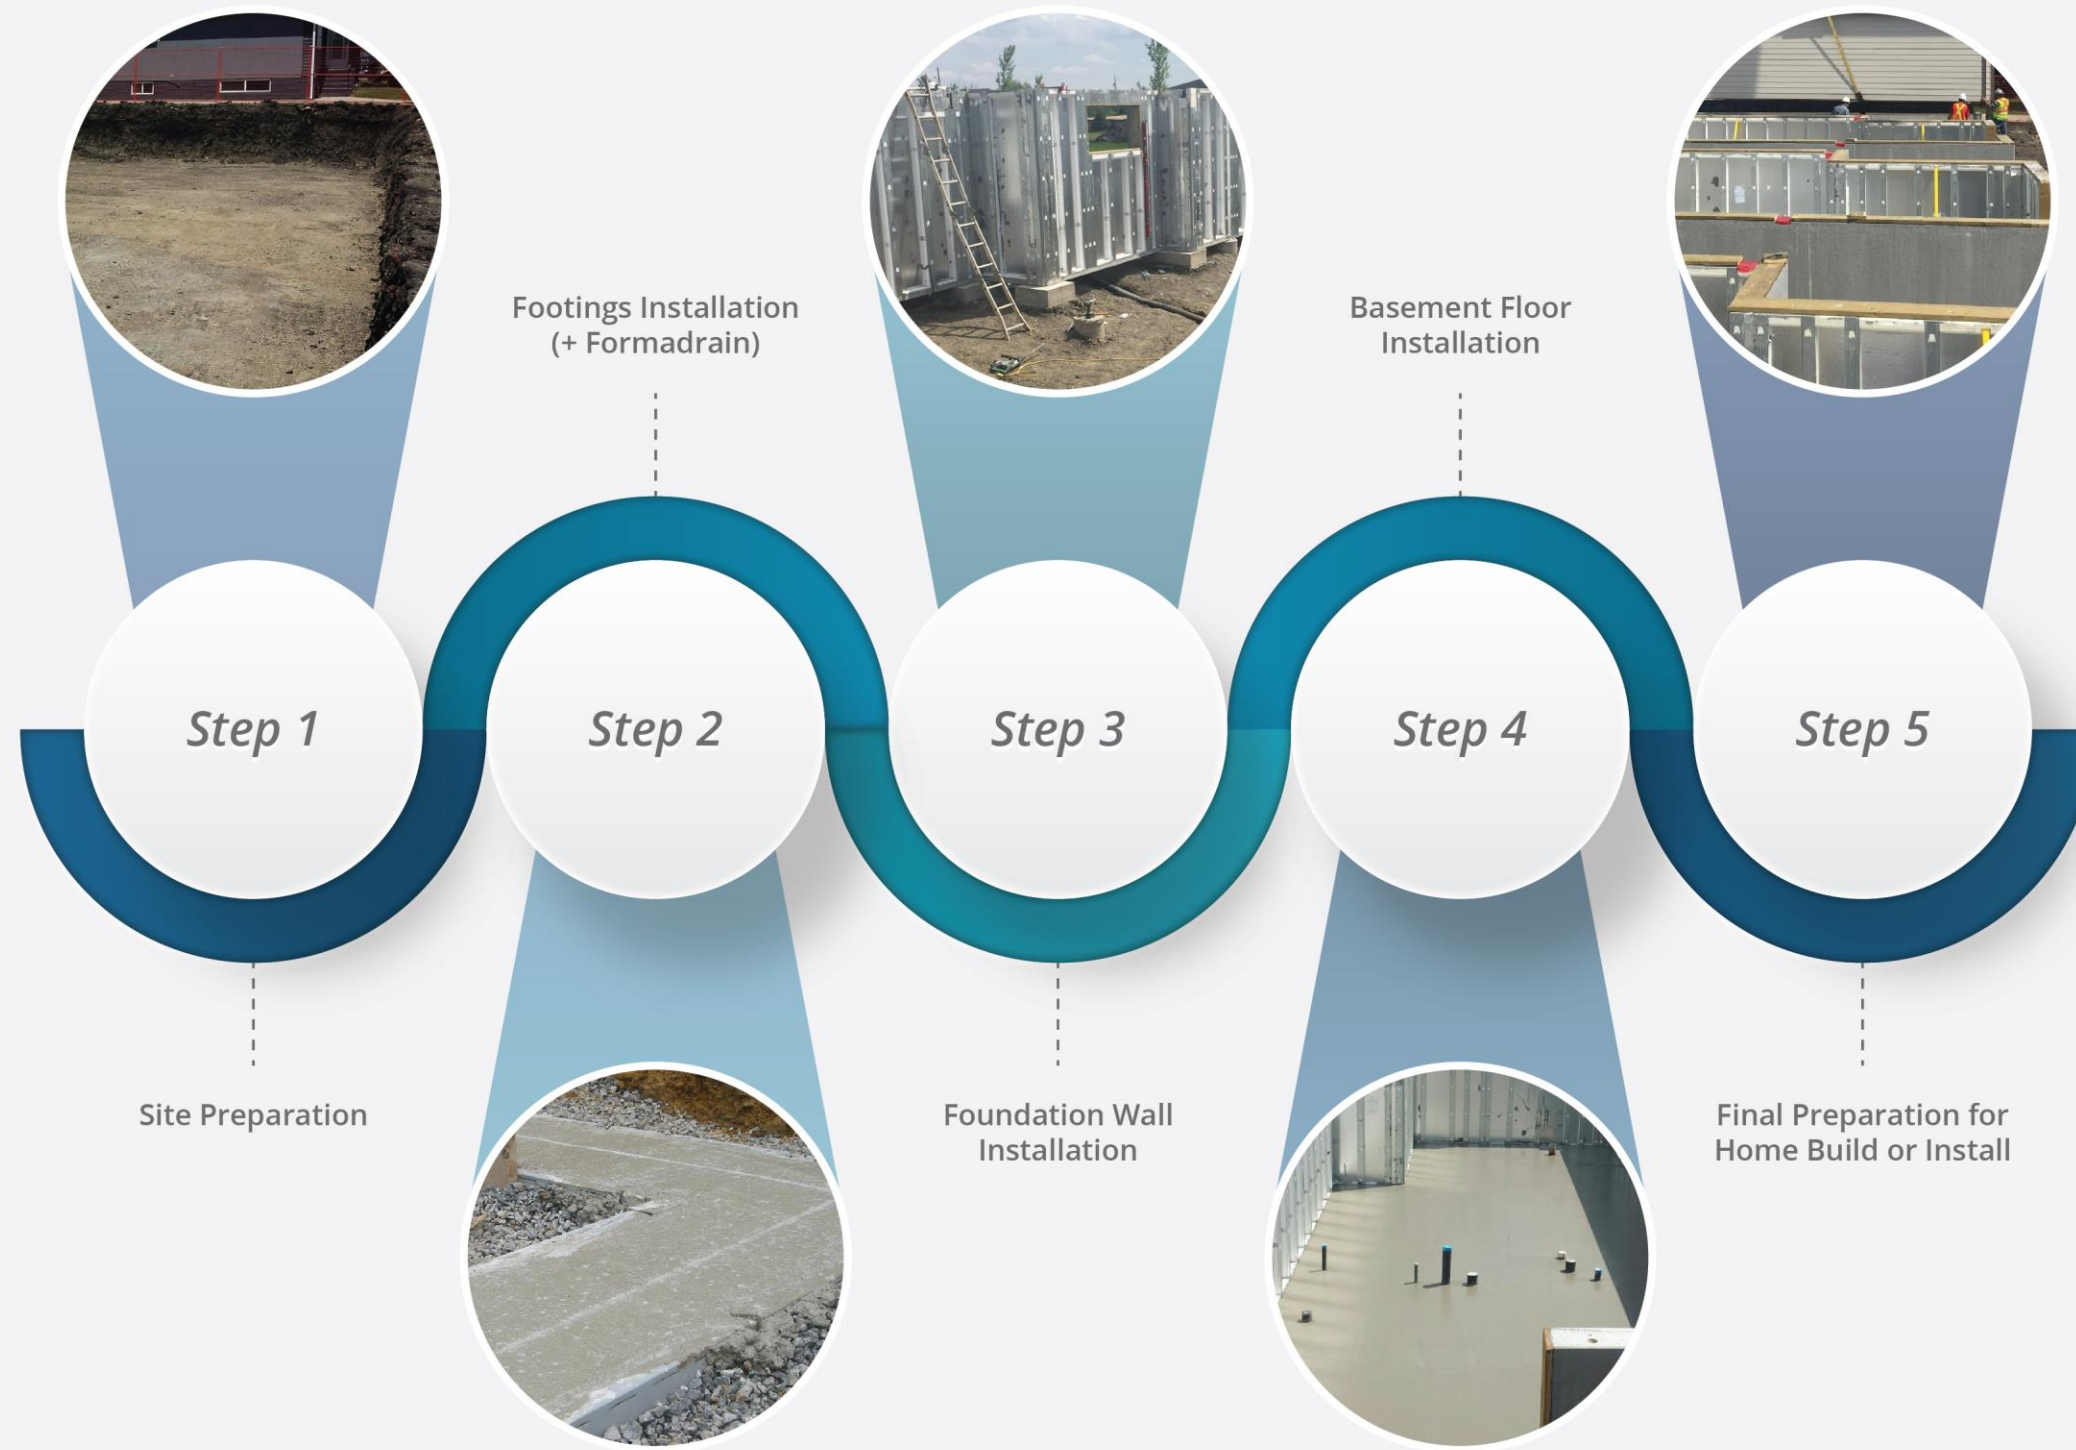 Footings Installation
(+ Formadrain)
Basement Floor
Installation
Step 1
Step 2
Step 3
Step 4
Step 5
Site Preparation
Foundation Wall
Installation
Final Preparation for
Home Build or Install